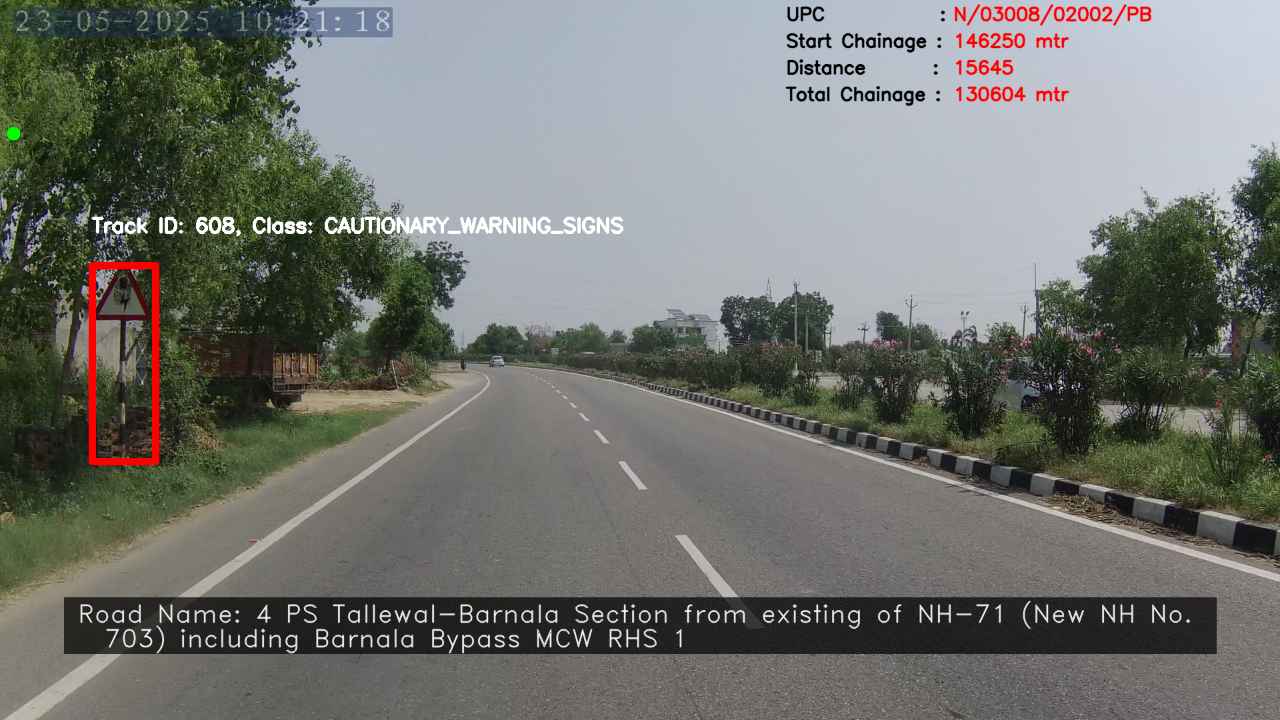 23-05-2025 10:21:18
UPC : N/03008/02002/PB
Start Chainage : 146250 mtr
Distance : 15645
Total Chainage : 130604 mtr
Track ID: 608, Class: CAUTIONARY_WARNING_SIGNS
Road Name: 4 PS Tallewal-Barnala Section from existing of NH-71 (New NH No.
703) including Barnala Bypass MCW RHS 1